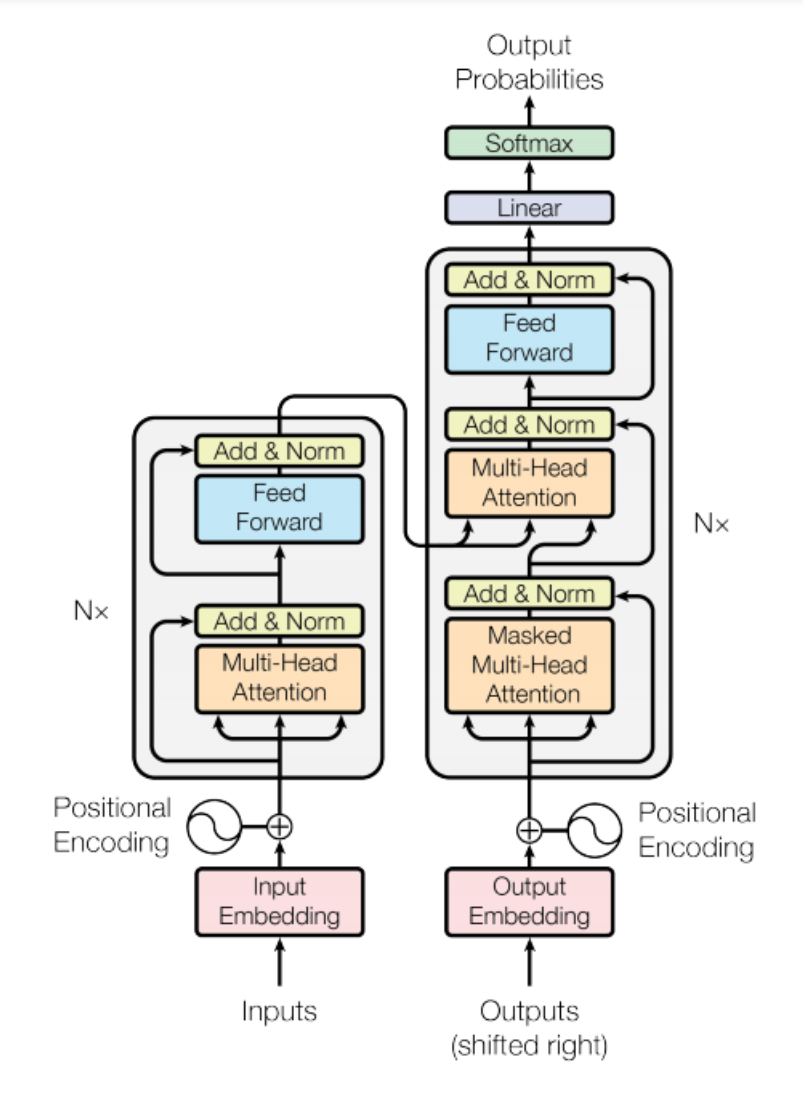 Output
Probabilities
Softmax
Linear
Add & Norm
Feed
Forward
Add & Norm
Multi-Head
Attention
N×
Add & Norm
Masked
Multi-Head
Attention
Add & Norm
Feed
Forward
N×
Add & Norm
Multi-Head
Attention
Positional
Encoding
Positional
Encoding
Input
Embedding
Output
Embedding
Inputs
Outputs
(shifted right)